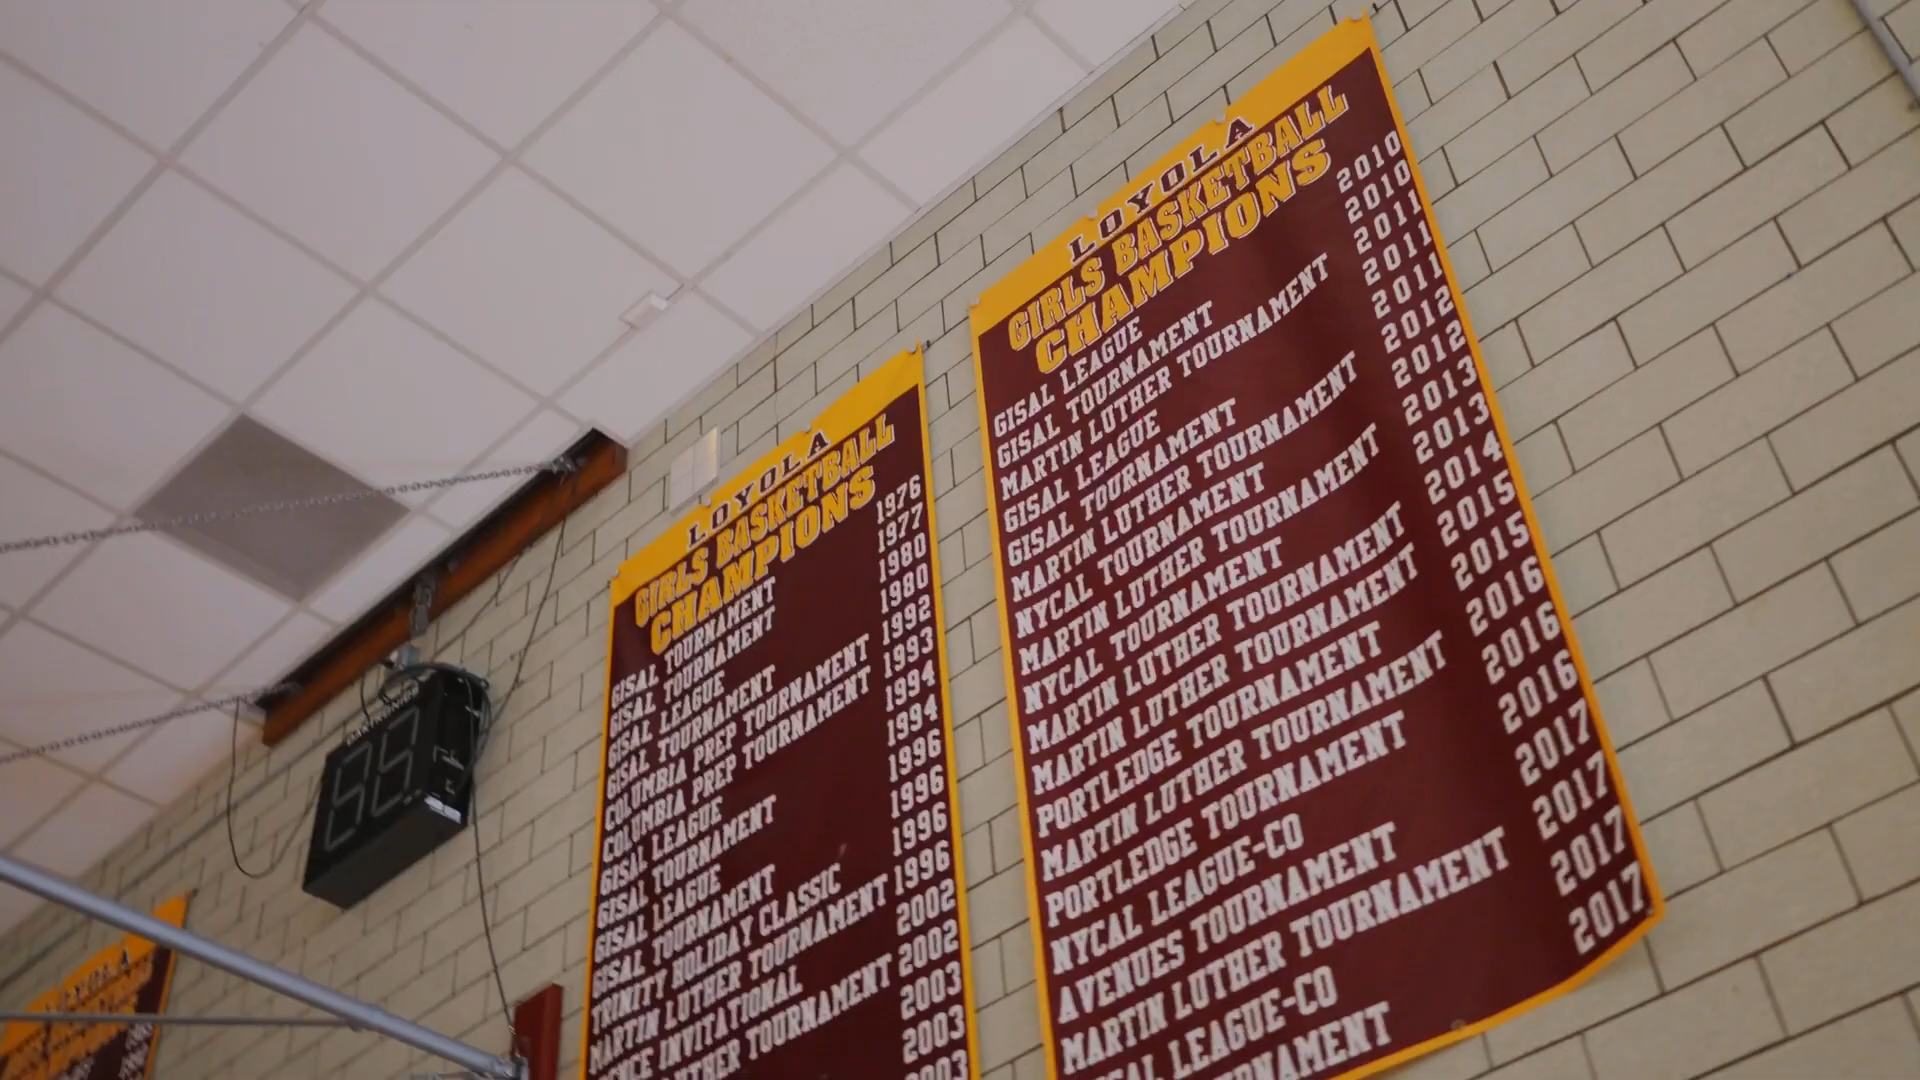 LOYOLA
GIRLS BASKETBALL
CHAMPIONS
GISAL TOURNAMENT 1976
GISAL TOURNAMENT 1977
GISAL LEAGUE 1980
GISAL TOURNAMENT 1980
COLUMBIA PREP TOURNAMENT 1992
COLUMBIA PREP TOURNAMENT 1993
GISAL LEAGUE 1994
GISAL TOURNAMENT 1994
GISAL LEAGUE 1996
GISAL TOURNAMENT 1996
TRINITY HOLIDAY CLASSIC 1996
MARTIN LUTHER TOURNAMENT 1996
INVITATIONAL 2002
TOURNAMENT 2002
2003
2003
2003
LOYOLA
GIRLS BASKETBALL
CHAMPIONS
GISAL LEAGUE 2010
GISAL TOURNAMENT 2010
MARTIN LUTHER TOURNAMENT 2011
GISAL LEAGUE 2011
GISAL TOURNAMENT 2011
MARTIN LUTHER TOURNAMENT 2012
NYCAL TOURNAMENT 2012
MARTIN LUTHER TOURNAMENT 2013
NYCAL TOURNAMENT 2013
MARTIN LUTHER TOURNAMENT 2014
MARTIN LUTHER TOURNAMENT 2015
PORTLEDGE TOURNAMENT 2015
MARTIN LUTHER TOURNAMENT 2016
PORTLEDGE TOURNAMENT 2016
NYCAL LEAGUE-CO 2016
AVENUES TOURNAMENT 2017
MARTIN LUTHER TOURNAMENT 2017
LEAGUE-CO 2017
2017
DAKTRONICS
LOYOLA